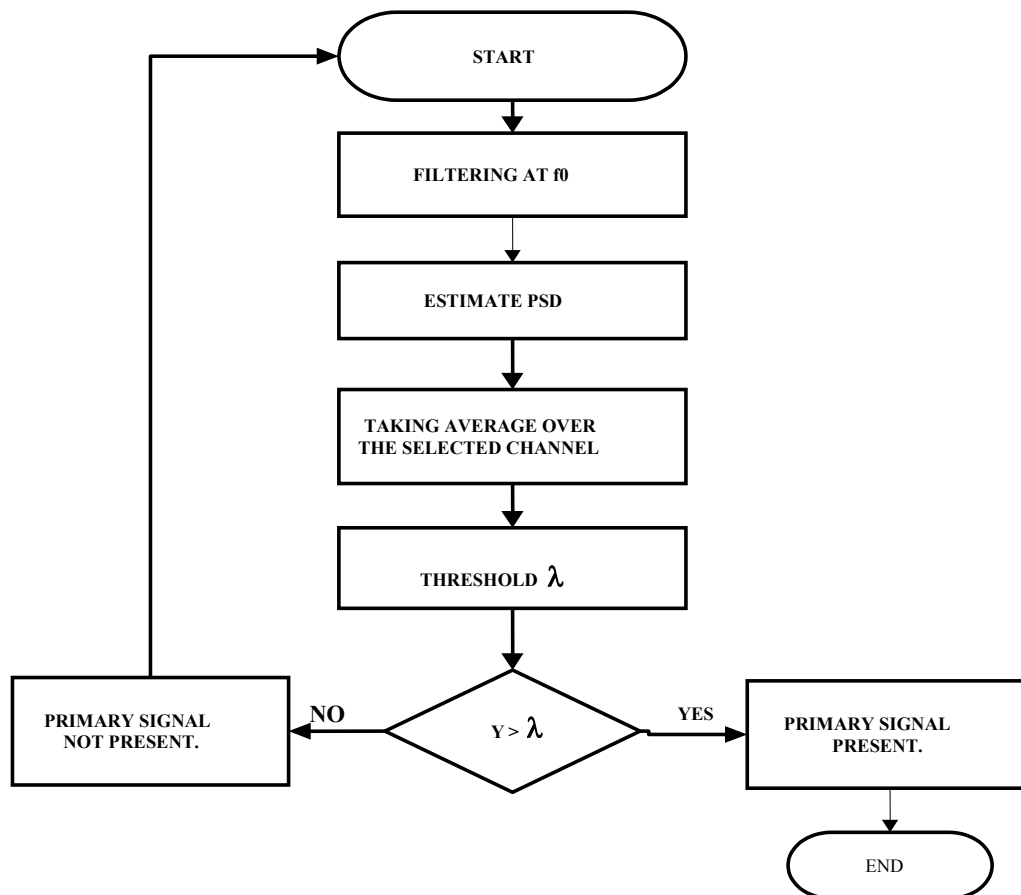 START
FILTERING AT f0
ESTIMATE PSD
TAKING AVERAGE OVER
THE SELECTED CHANNEL
THRESHOLD λ
Y > λ
NO
YES
PRIMARY SIGNAL
NOT PRESENT.
PRIMARY SIGNAL
PRESENT.
END